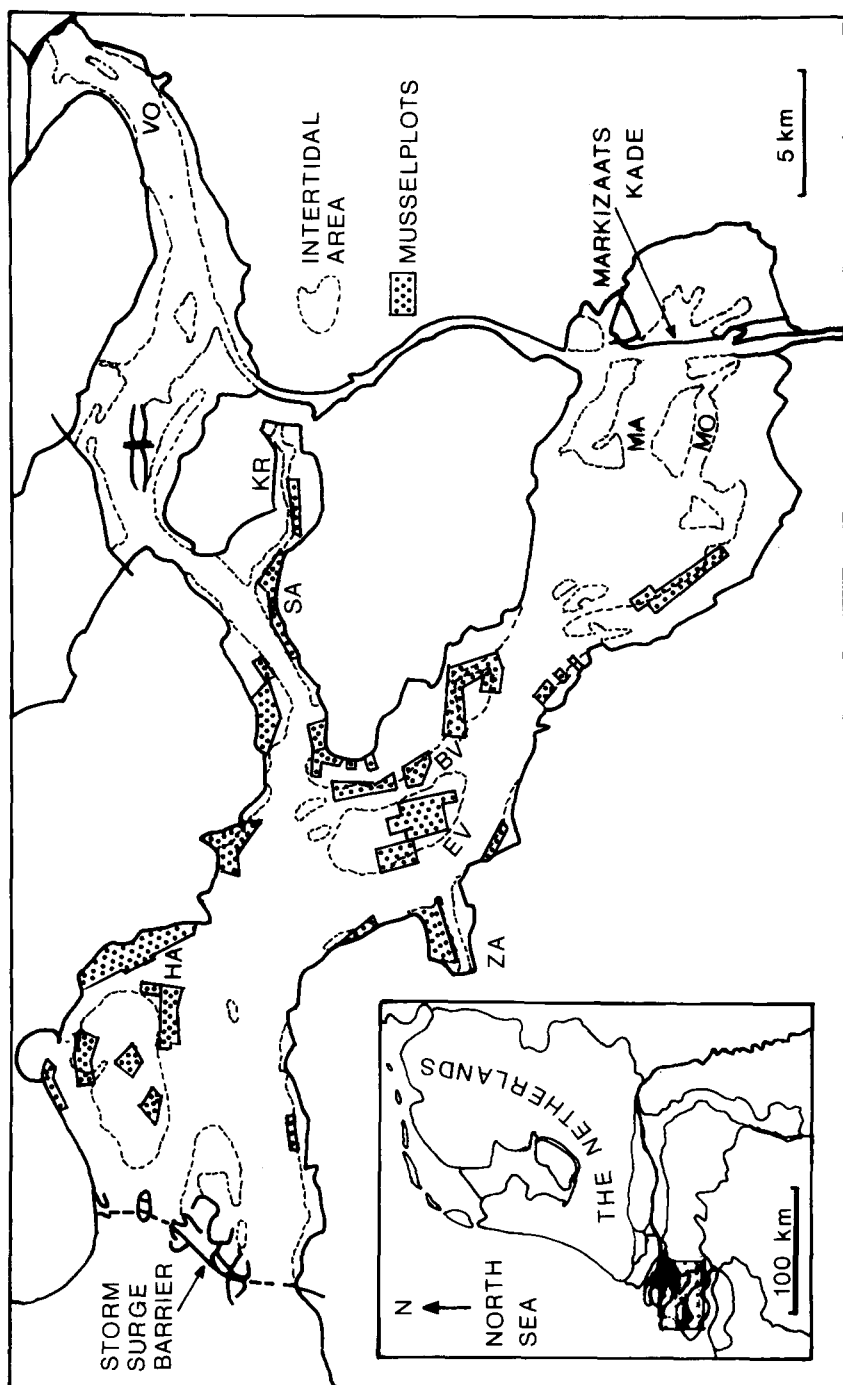 VO
INTERTIDAL
AREA
MUSSELPLOTS
KR
SA
MARKIZAATS
KADE
MA
MO
5 km
BV
EV
HA
ZA
STORM
SURGE
BARRIER
N
NORTH
SEA
THE NETHERLANDS
100 km